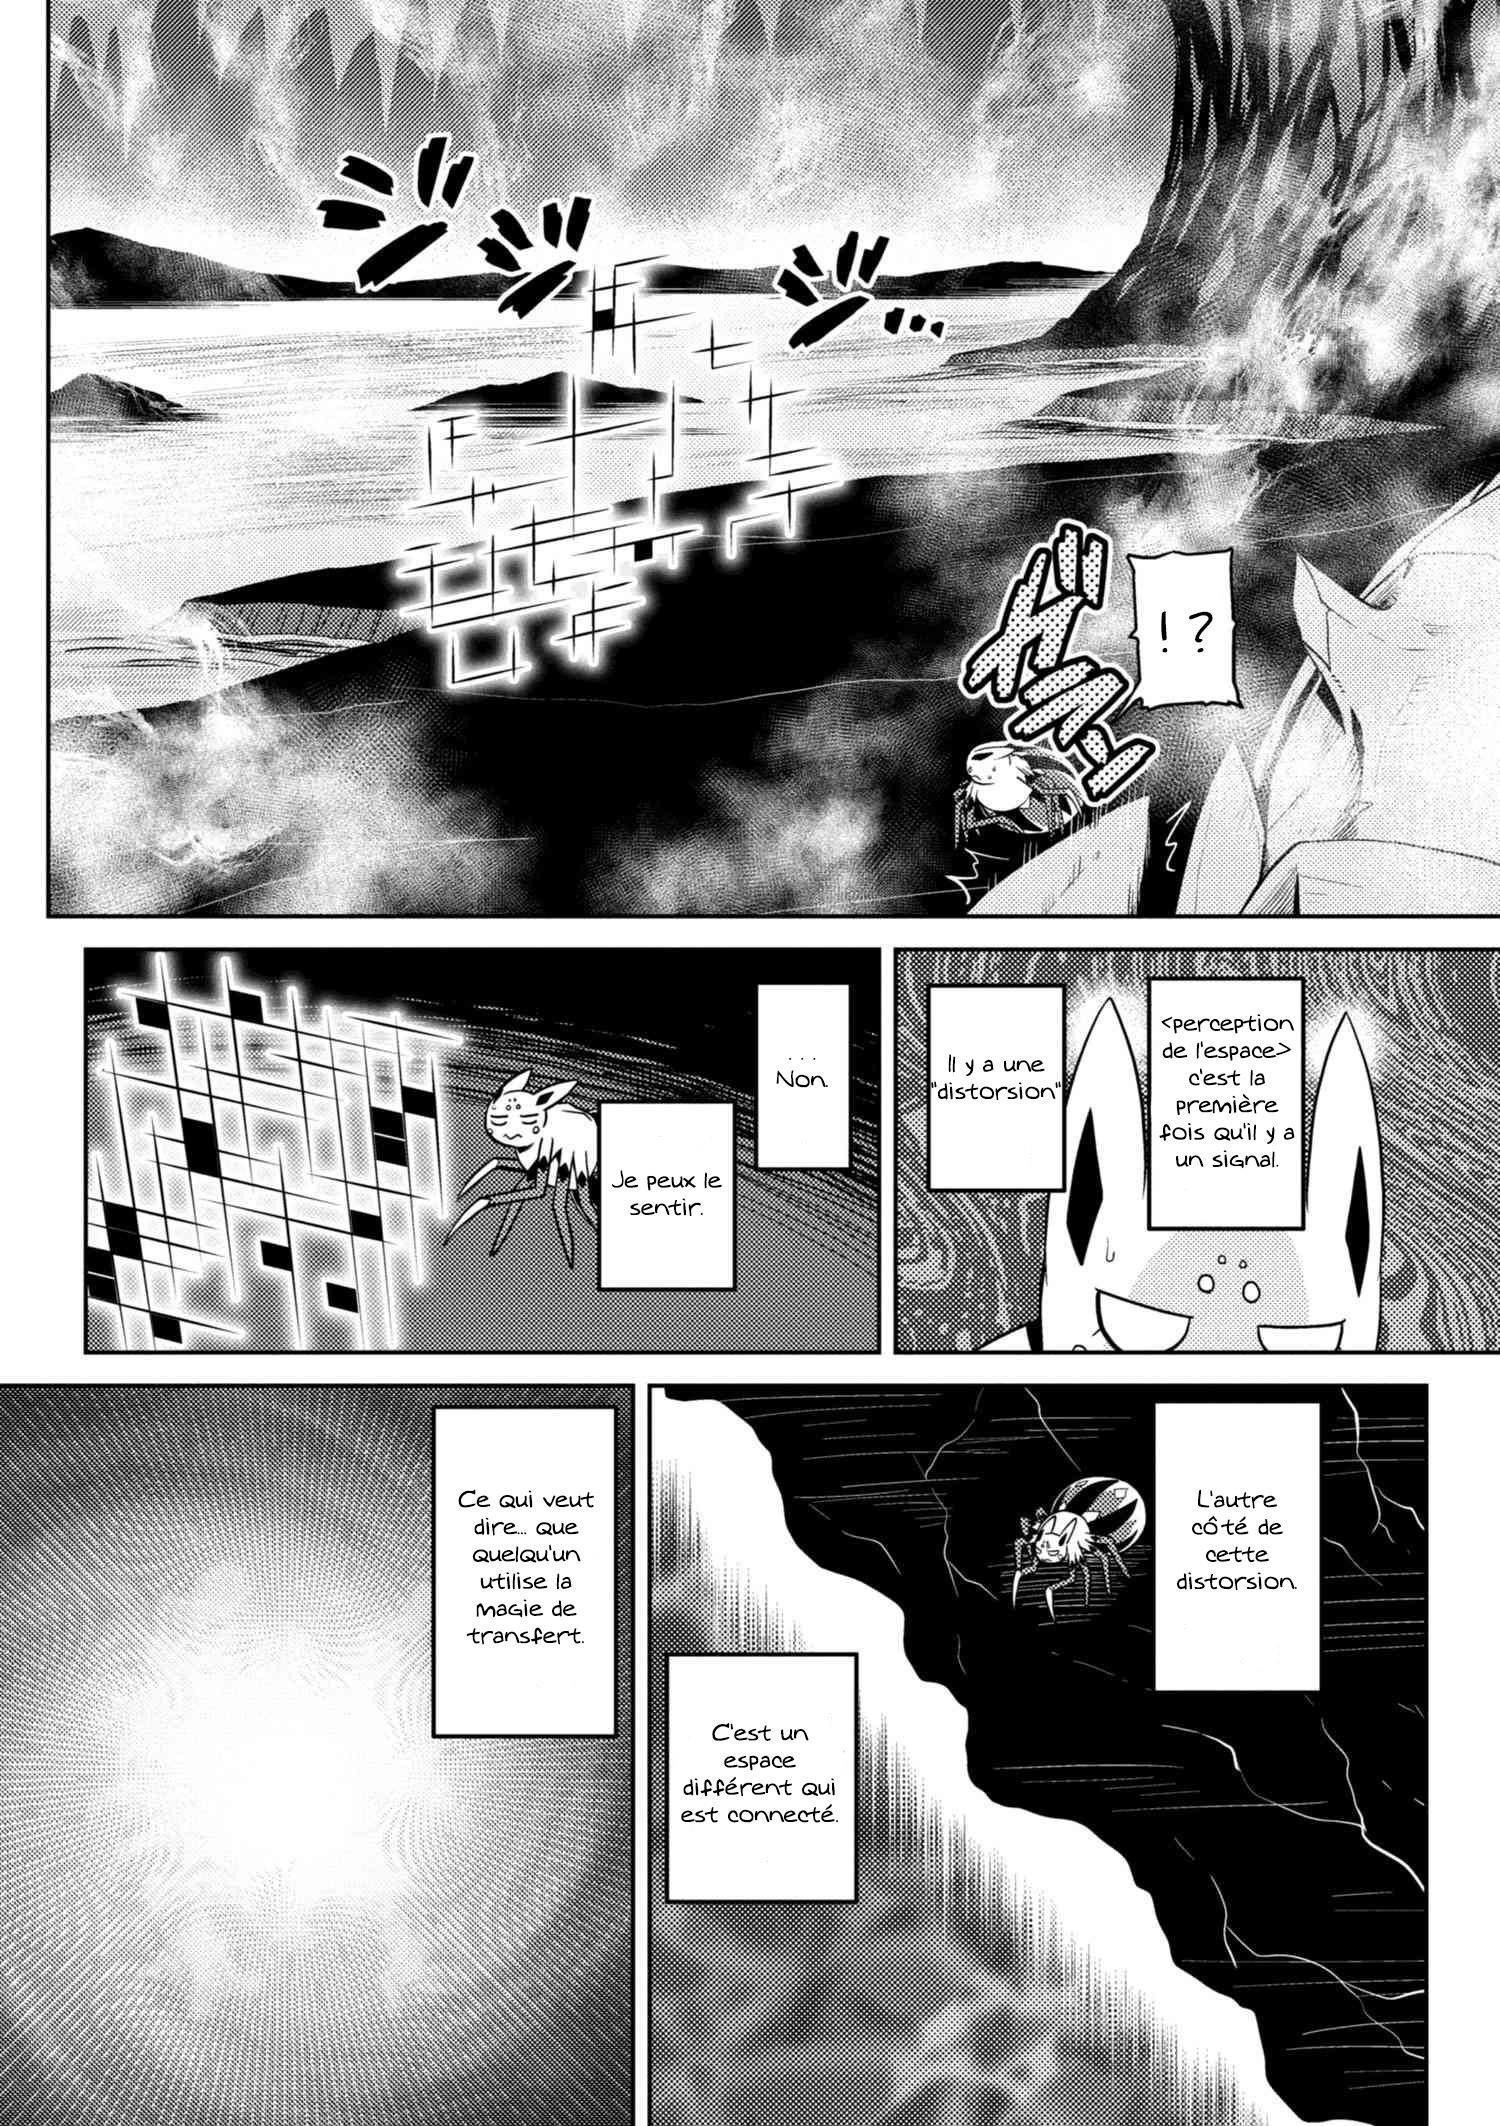 ! ?
<perception
de l'espace>
c'est la
première
fois qu'il y a
un signal.
Il y a une
"distorsion"
...
Non.
Je peux le
sentir.
L'autre
côté de
cette
distorsion.
C'est un
espace
différent qui
est connecté.
Ce qui veut
dire... que
quelqu'un
utilise la
magie de
transfert.